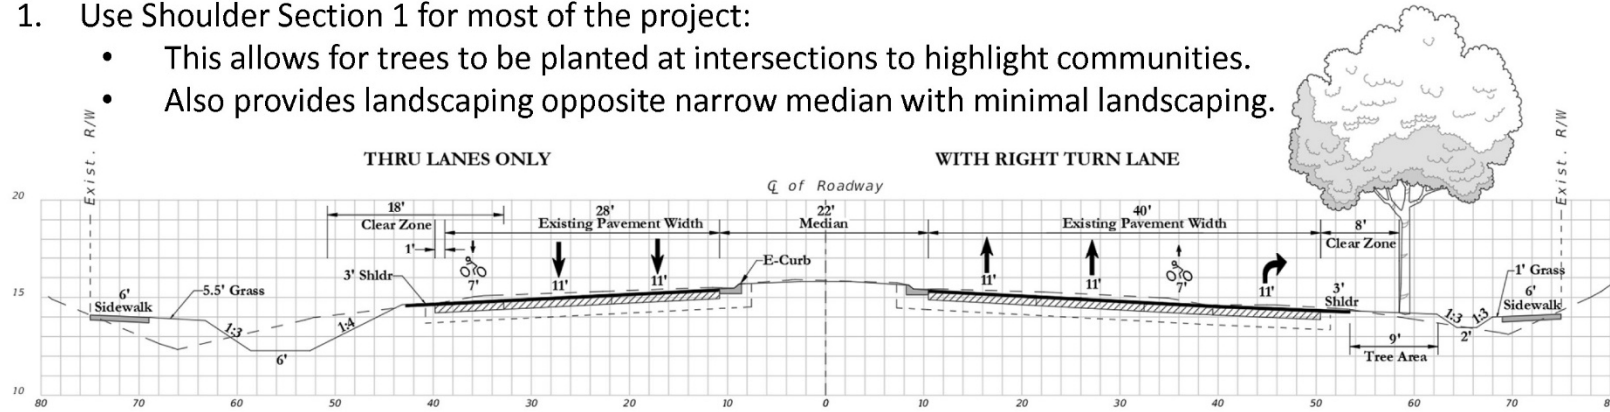 1. Use Shoulder Section 1 for most of the project:
• This allows for trees to be planted at intersections to highlight communities.
• Also provides landscaping opposite narrow median with minimal landscaping.
Exist. R/W
Exist. R/W
THRU LANES ONLY
WITH RIGHT TURN LANE
℄ of Roadway
20
18'
Clear Zone
28'
Existing Pavement Width
22'
Median
40'
Existing Pavement Width
8'
Clear Zone
1'
3' Shldr
7'
11'
11'
E-Curb
11'
11'
7'
11'
3'
Shldr
1' Grass
6'
Sidewalk
15
6'
Sidewalk
5.5' Grass
1:3
6'
1:4
1:3
1:3
2'
9'
Tree Area
10
80 70 60 50 40 30 20 10 0 10 20 30 40 50 60 70 8